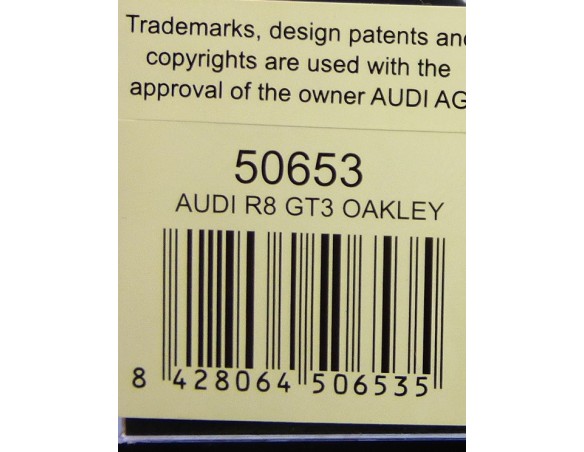 Trademarks, design patents and
copyrights are used with the
approval of the owner AUDI AG
50653
AUDI R8 GT3 OAKLEY
8 428064 506535